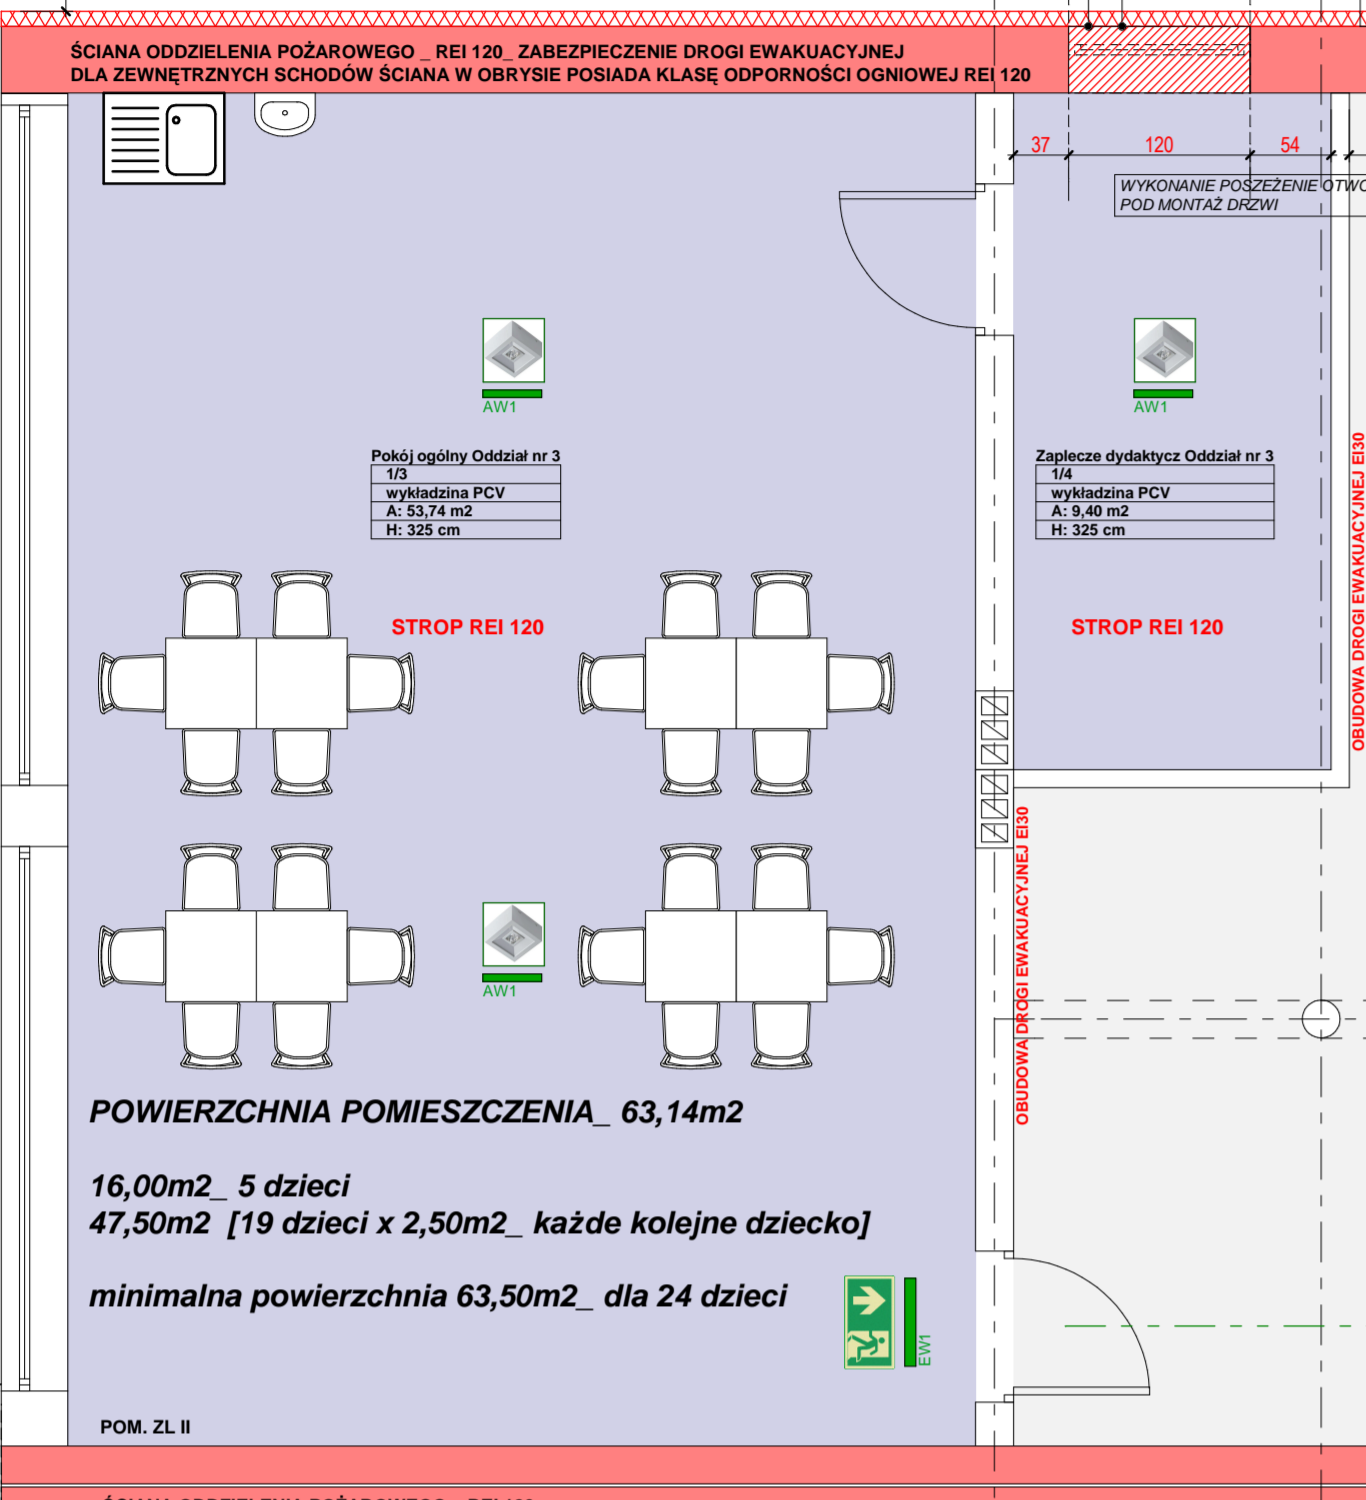 ŚCIANA ODDZIELENIA POŻAROWEGO _ REI 120_ ZABEZPIECZENIE DROGI EWAKUACYJNEJ
DLA ZEWNĘTRZNYCH SCHODÓW ŚCIANA W OBRYSIE POSIADA KLASĘ ODPORNOŚCI OGNIOWEJ REI 120
37
120
54
WYKONANIE POSZEŻENIE
POD MONTAŻ DRZWI
AW1
AW1
Pokój ogólny Oddział nr 3
1/3
wykładzina PCV
A: 53,74 m2
H: 325 cm
Zaplecze dydaktycz Oddział nr 3
1/4
wykładzina PCV
A: 9,40 m2
H: 325 cm
OBUDOWA DROGI EWAKUACYJNEJ EI30
STROP REI 120
STROP REI 120
OBUDOWA DROGI EWAKUACYJNEJ EI30
AW1
POWIERZCHNIA POMIESZCZENIA_ 63,14m2
16,00m2_ 5 dzieci
47,50m2 [19 dzieci x 2,50m2_ każde kolejne dziecko]
minimalna powierzchnia 63,50m2_ dla 24 dzieci
EW1
POM. ZL II